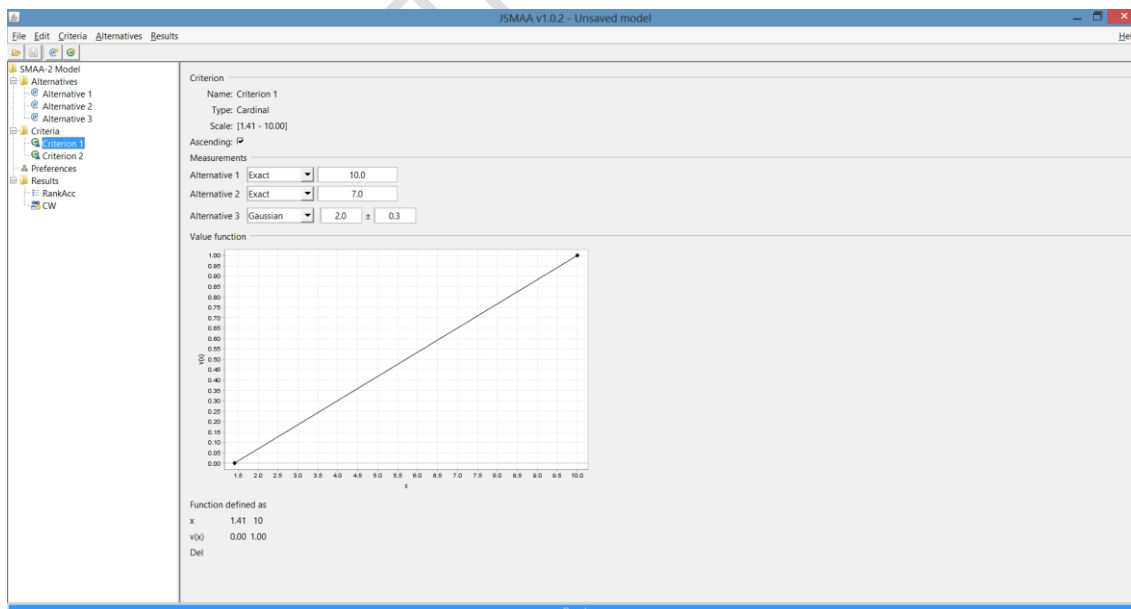 JSMAA v1.0.2 - Unsaved model
File Edit Criteria Alternatives Results
SMAA-2 Model
Alternatives
Alternative 1
Alternative 2
Alternative 3
Criteria
Criterion 1
Criterion 2
Preferences
Results
RankAcc
CW
Criterion
Name: Criterion 1
Type: Cardinal
Scale: [1.41 - 10.00]
Ascending:
Measurements
Alternative 1 Exact 10.0
Alternative 2 Exact 7.0
Alternative 3 Gaussian 2.0 ± 0.3
Value function
1.00
0.95
0.90
0.85
0.80
0.75
0.70
0.65
0.60
0.55
0.50
0.45
0.40
0.35
0.30
0.25
0.20
0.15
0.10
0.05
0.00
v(x)
1.5 2.0 2.5 3.0 3.5 4.0 4.5 5.0 5.5 6.0 6.5 7.0 7.5 8.0 8.5 9.0 9.5 10.0
x
Function defined as
x 1.41 10
v(x) 0.00 1.00
Del